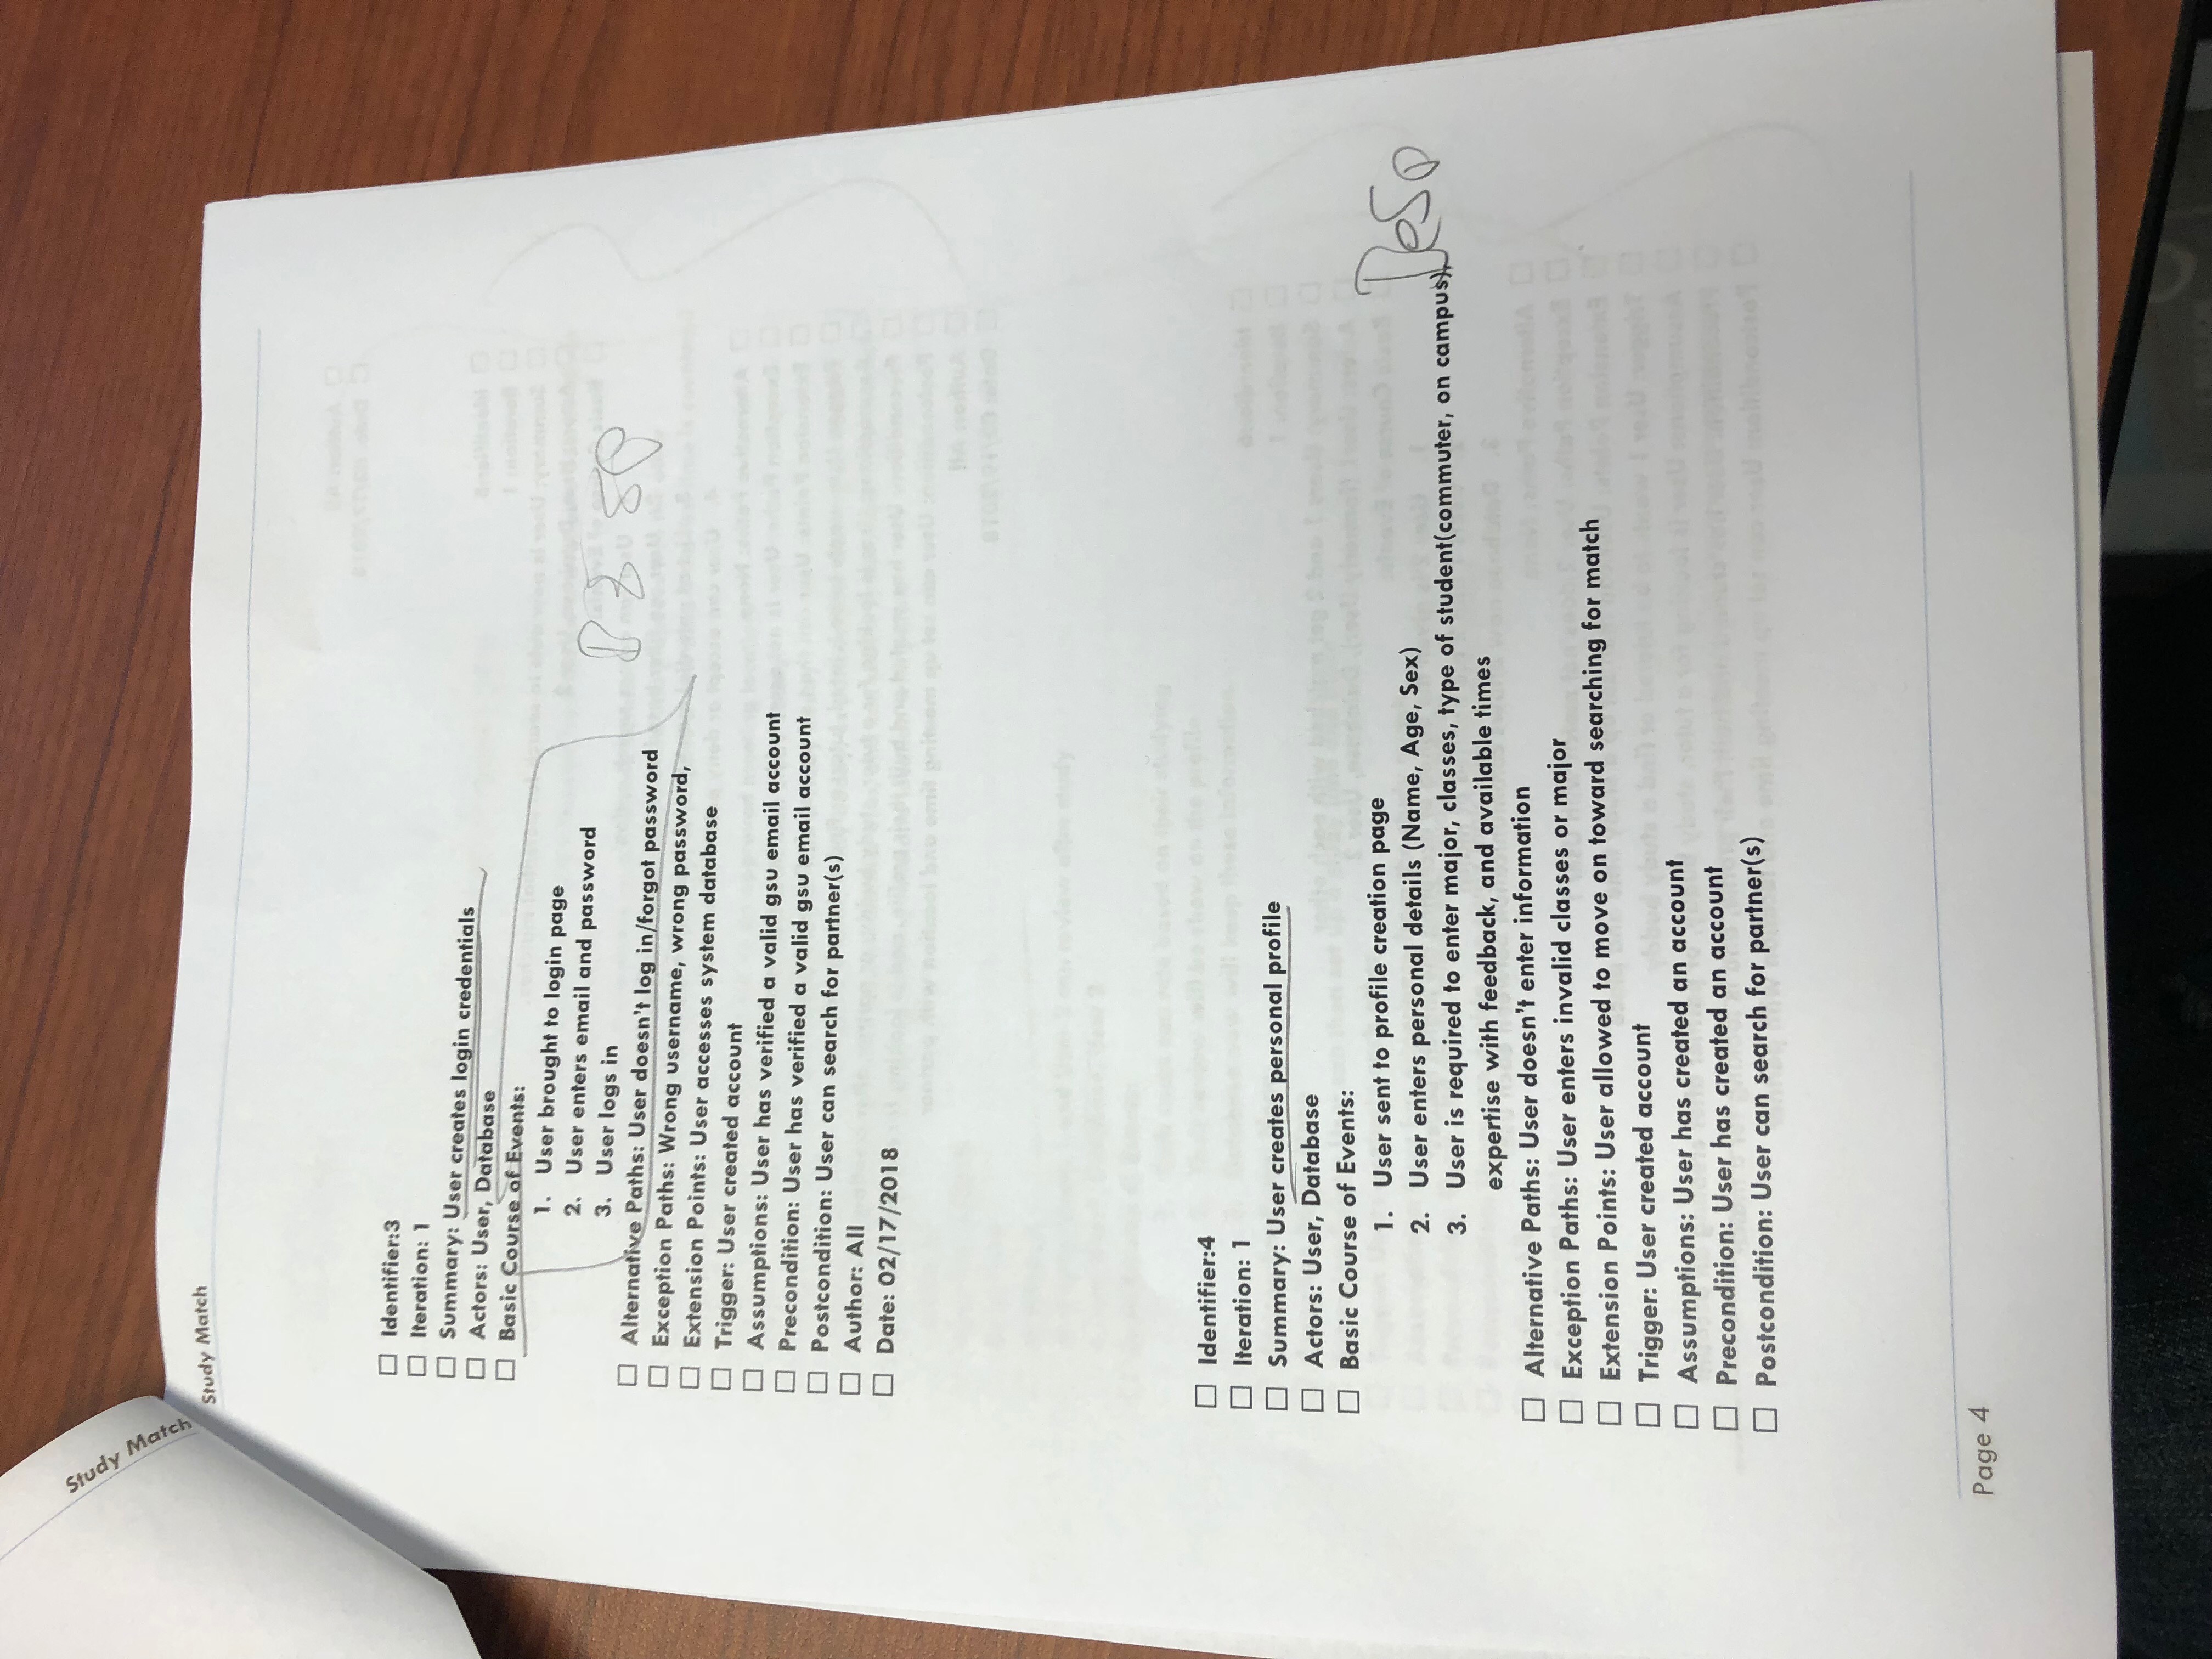 Study Match
Study Match
☐ Identifier:3
☐ Iteration: 1
☐ Summary: User creates login credentials
☐ Actors: User, Database
☐ Basic Course of Events:
1. User brought to login page
2. User enters email and password
3. User logs in
☐ Alternative Paths: User doesn't log in/forgot password
☐ Exception Paths: Wrong username, wrong password,
☐ Extension Points: User accesses system database
☐ Trigger: User created account
☐ Assumptions: User has verified a valid gsu email account
☐ Precondition: User has verified a valid gsu email account
☐ Postcondition: User can search for partner(s)
☐ Author: All
☐ Date: 02/17/2018
☐ Identifier:4
☐ Iteration: 1
☐ Summary: User creates personal profile
☐ Actors: User, Database
☐ Basic Course of Events:
1. User sent to profile creation page
2. User enters personal details (Name, Age, Sex)
3. User is required to enter major, classes, type of student(commuter, on campus),
expertise with feedback, and available times
☐ Alternative Paths: User doesn't enter information
☐ Exception Paths: User enters invalid classes or major
☐ Extension Points: User allowed to move on toward searching for match
☐ Trigger: User created account
☐ Assumptions: User has created an account
☐ Precondition: User has created an account
☐ Postcondition: User can search for partner(s)
Page 4